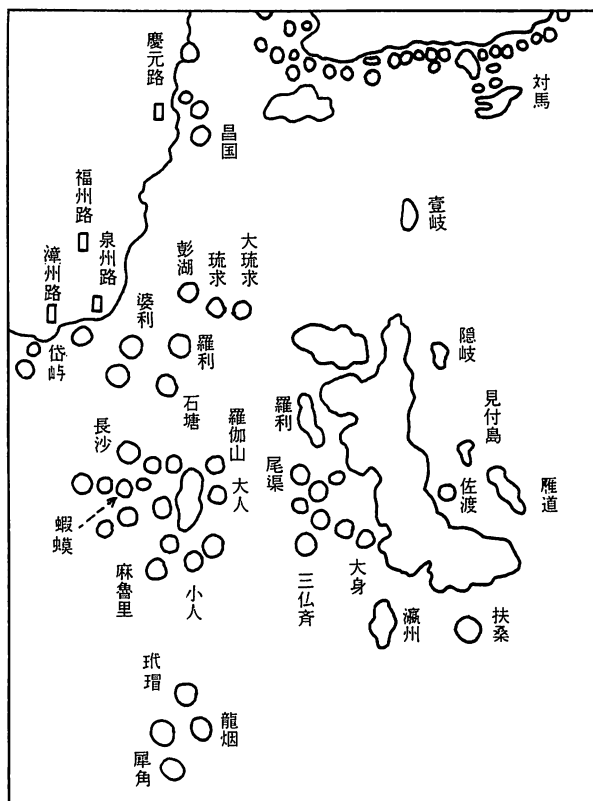 慶元路
昌国
対馬
壹岐
福州路
泉州路
漳州路
彭湖
琉求
大琉求
婆利
羅利
石塘
隠岐
見付島
佐渡
雁道
羅利
尾渠
長沙
羅伽山
大人
蝦蟆
麻魯里
小人
三仏斉
大身
瀛州
扶桑
玳瑁
龍烟
犀角